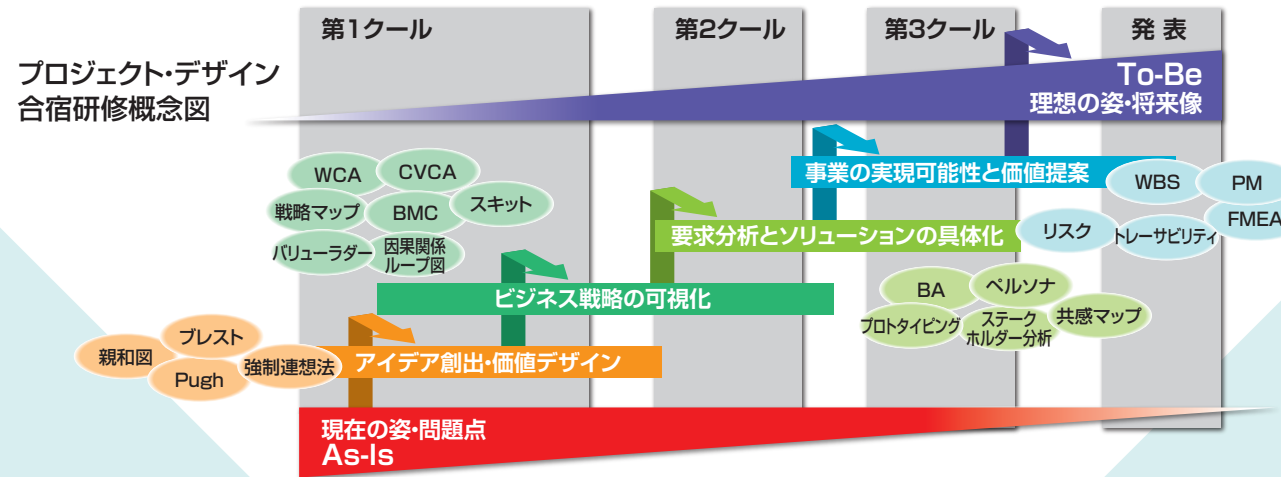 第1クール
第2クール
第3クール
発 表
プロジェクト・デザイン
合宿研修概念図
To-Be
理想の姿・将来像
WCA
CVCA
スキット
戦略マップ
BMC
バリューレーダー
因果関係
ループ図
事業の実現可能性と価値提案
WBS
PM
FMEA
リスク
トレーサビリティ
要求分析とソリューションの具体化
BA
ペルソナ
共感マップ
プロトタイピング
ステーク
ホルダー分析
ビジネス戦略の可視化
アイデア創出・価値デザイン
ブレスト
親和図
Pugh
強制連想法
現在の姿・問題点
As-Is